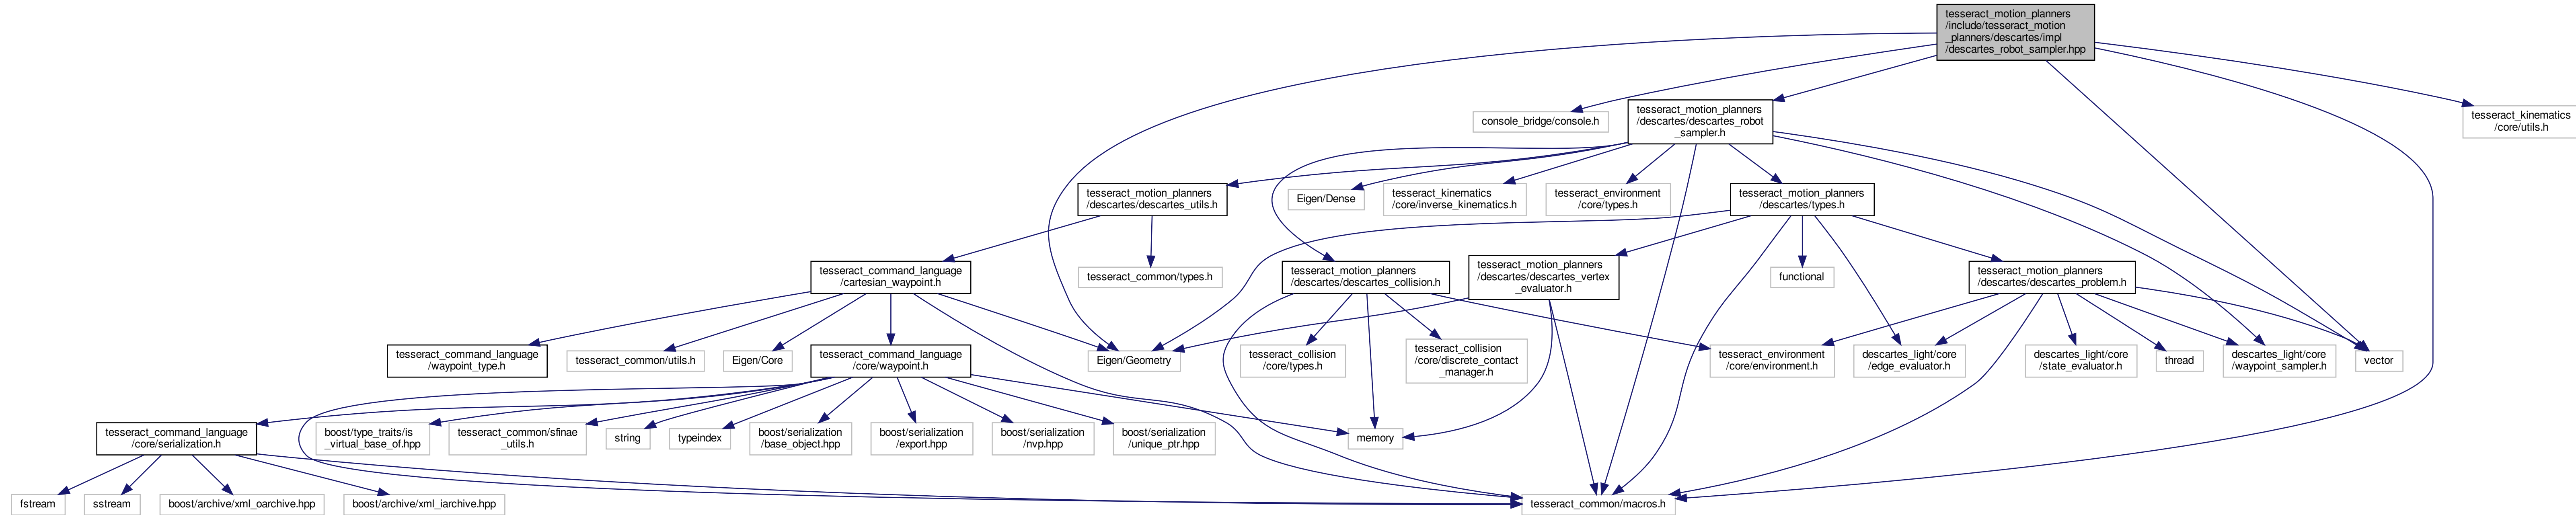 tesseract_motion_planners
/include/tesseract_motion
_planners/descartes/impl
/descartes_robot_sampler.hpp
console_bridge/console.h
tesseract_motion_planners
/descartes/descartes_robot
_sampler.h
tesseract_kinematics
/core/utils.h
tesseract_motion_planners
/descartes/descartes_utils.h
Eigen/Dense
tesseract_kinematics
/core/inverse_kinematics.h
tesseract_environment
/core/types.h
tesseract_motion_planners
/descartes/types.h
tesseract_command_language
/cartesian_waypoint.h
tesseract_common/types.h
tesseract_motion_planners
/descartes/descartes_collision.h
tesseract_motion_planners
/descartes/descartes_vertex
_evaluator.h
functional
tesseract_motion_planners
/descartes/descartes_problem.h
tesseract_command_language
/waypoint_type.h
tesseract_common/utils.h
Eigen/Core
tesseract_command_language
/core/waypoint.h
Eigen/Geometry
tesseract_collision
/core/types.h
tesseract_collision
/core/discrete_contact
_manager.h
tesseract_environment
/core/environment.h
descartes_light/core
/edge_evaluator.h
descartes_light/core
/state_evaluator.h
thread
descartes_light/core
/waypoint_sampler.h
vector
tesseract_command_language
/core/serialization.h
boost/type_traits/is
_virtual_base_of.hpp
tesseract_common/sfinae
_utils.h
string
typeindex
boost/serialization
/base_object.hpp
boost/serialization
/export.hpp
boost/serialization
/nvp.hpp
boost/serialization
/unique_ptr.hpp
memory
fstream
sstream
boost/archive/xml_oarchive.hpp
boost/archive/xml_iarchive.hpp
tesseract_common/macros.h